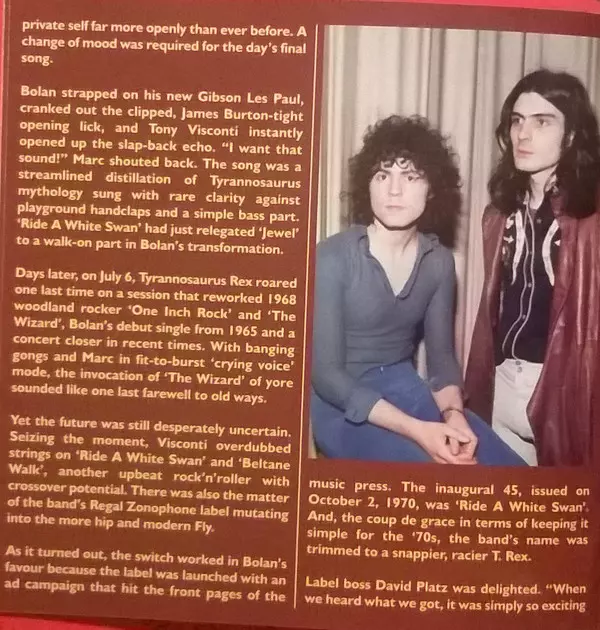 private self far more openly than ever before. A
change of mood was required for the day's final
song.
Bolan strapped on his new Gibson Les Paul,
cranked out the clipped, James Burton-tight
opening lick, and Tony Visconti instantly
opened up the slap-back echo. "I want that
sound!" Marc shouted back. The song was a
streamlined distillation of Tyrannosaurus
mythology sung with rare clarity against
playground handclaps and a simple bass part.
'Ride A White Swan' had just relegated 'Jewel'
to a walk-on part in Bolan's transformation.
Days later, on July 6, Tyrannosaurus Rex roared
one last time on a session that reworked 1968
woodland rocker 'One Inch Rock' and 'The
Wizard', Bolan's debut single from 1965 and a
concert closer in recent times. With banging
gongs and Marc in fit-to-burst 'crying voice'
mode, the invocation of 'The Wizard' of yore
sounded like one last farewell to old ways.
Yet the future was still desperately uncertain.
Seizing the moment, Visconti overdubbed
strings on 'Ride A White Swan' and 'Beltane
Walk', another upbeat rock'n'roller with
crossover potential. There was also the matter
of the band's Regal Zonophone label mutating
into the more hip and modern Fly.
As it turned out, the switch worked in Bolan's
favour because the label was launched with an
ad campaign that hit the front pages of the
music press. The inaugural 45, issued on
October 2, 1970, was 'Ride A White Swan'.
And, the coup de grace in terms of keeping it
simple for the '70s, the band's name was
trimmed to a snappier, racier T. Rex.
Label boss David Platz was delighted. "When
we heard what we got, it was simply so exciting